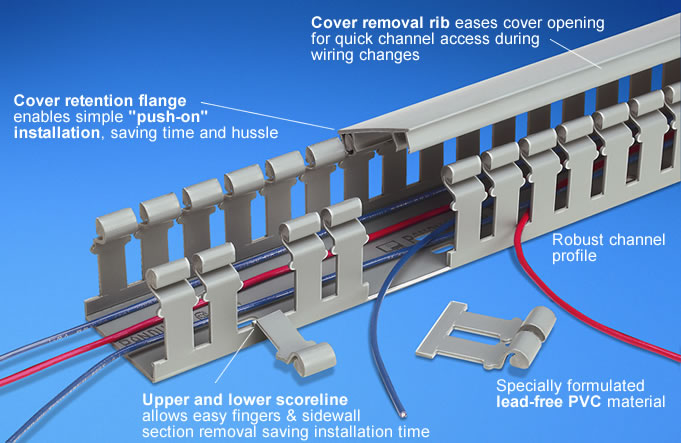 Cover removal rib eases cover opening
for quick channel access during
wiring changes
Cover retention flange
enables simple "push-on"
installation, saving time and hussle
Robust channel
profile
Upper and lower scoreline
allows easy fingers & sidewall
section removal saving installation time
Specially formulated
lead-free PVC material